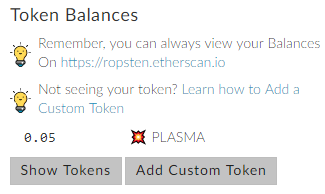 Token Balances
Remember, you can always view your Balances
On https://ropsten.etherscan.io
Not seeing your token? Learn how to Add a
Custom Token
0.05 PLASMA
Show Tokens Add Custom Token